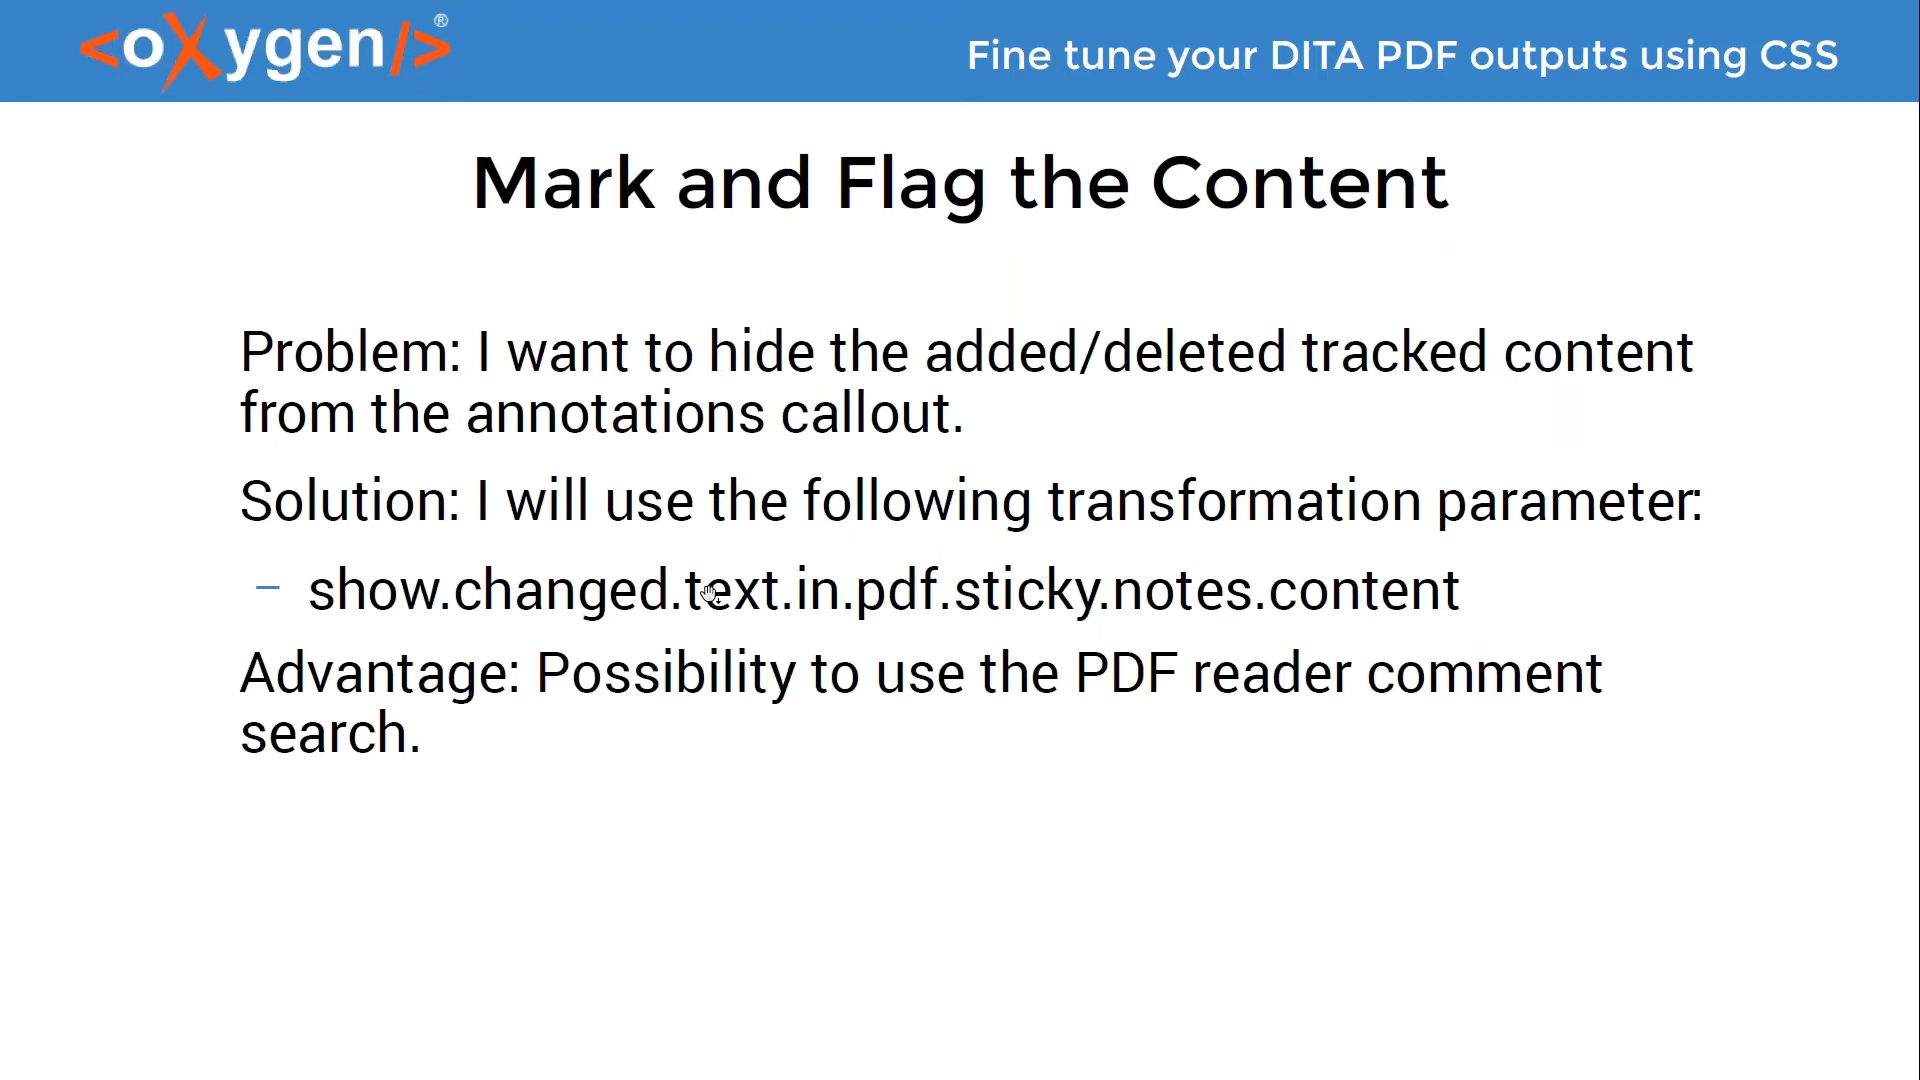 <oXygen/>®
Fine tune your DITA PDF outputs using CSS
Mark and Flag the Content
Problem: I want to hide the added/deleted tracked content
from the annotations callout.
Solution: I will use the following transformation parameter:
– show.changed.text.in.pdf.sticky.notes.content
Advantage: Possibility to use the PDF reader comment
search.